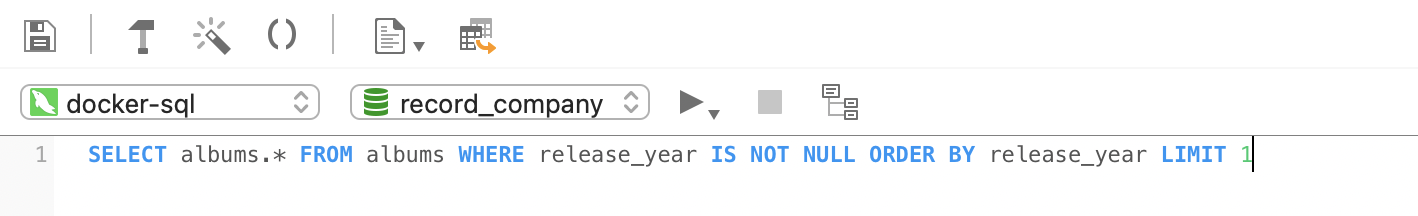 docker-sql
record_company
1
SELECT albums.* FROM albums WHERE release_year IS NOT NULL ORDER BY release_year LIMIT 1